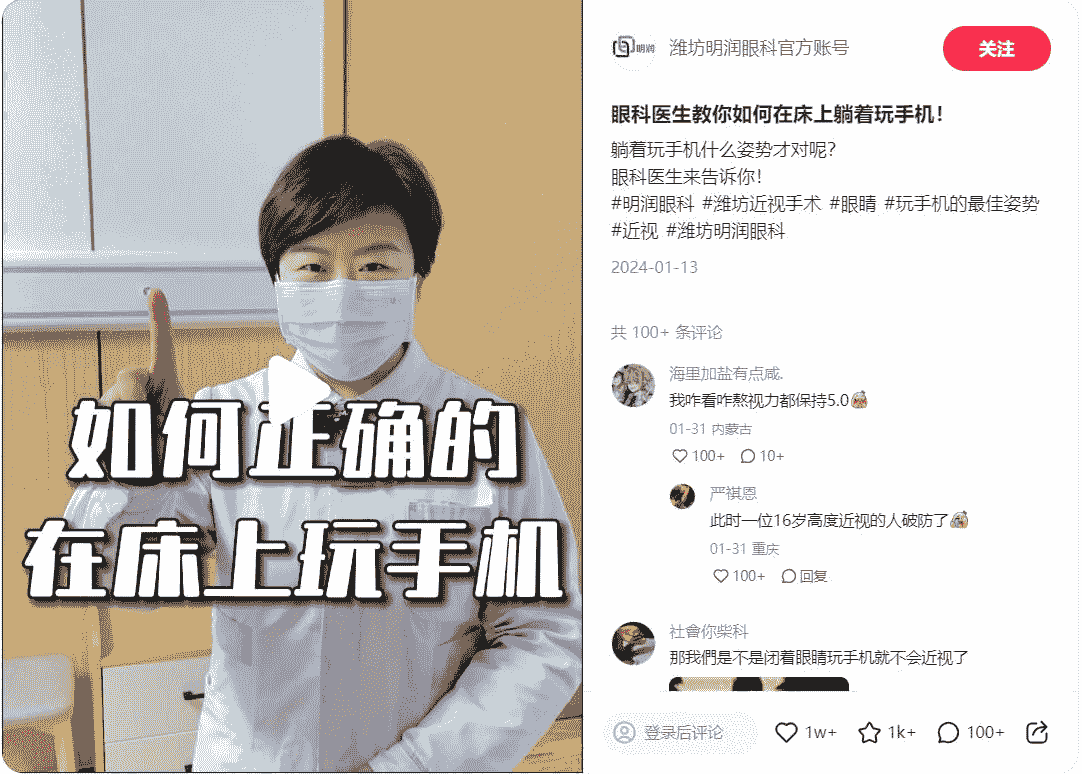 如何正确的
在床上玩手机
明润
潍坊明润眼科官方账号
关注
眼科医生教你如何在床上躺着玩手机！
躺着玩手机什么姿势才对呢？
眼科医生来告诉你！
#明润眼科 #潍坊近视手术 #眼睛 #玩手机的最佳姿势
#近视 #潍坊明润眼科
2024-01-13
共 100+ 条评论
海里加盐有点咸.
我咋看咋熬视力都保持5.0
01-31 内蒙古
100+ 10+
严祺恩
此时一位16岁高度近视的人破防了
01-31 重庆
100+ 回复
社會你柴科
那我們是不是闭着眼睛玩手机就不会近视了
登录后评论 1w+ 1k+ 100+